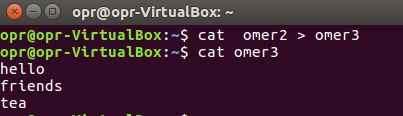 opr@opr-VirtualBox: ~
opr@opr-VirtualBox:~$ cat  omer2 > omer3
opr@opr-VirtualBox:~$ cat omer3
hello
friends
tea